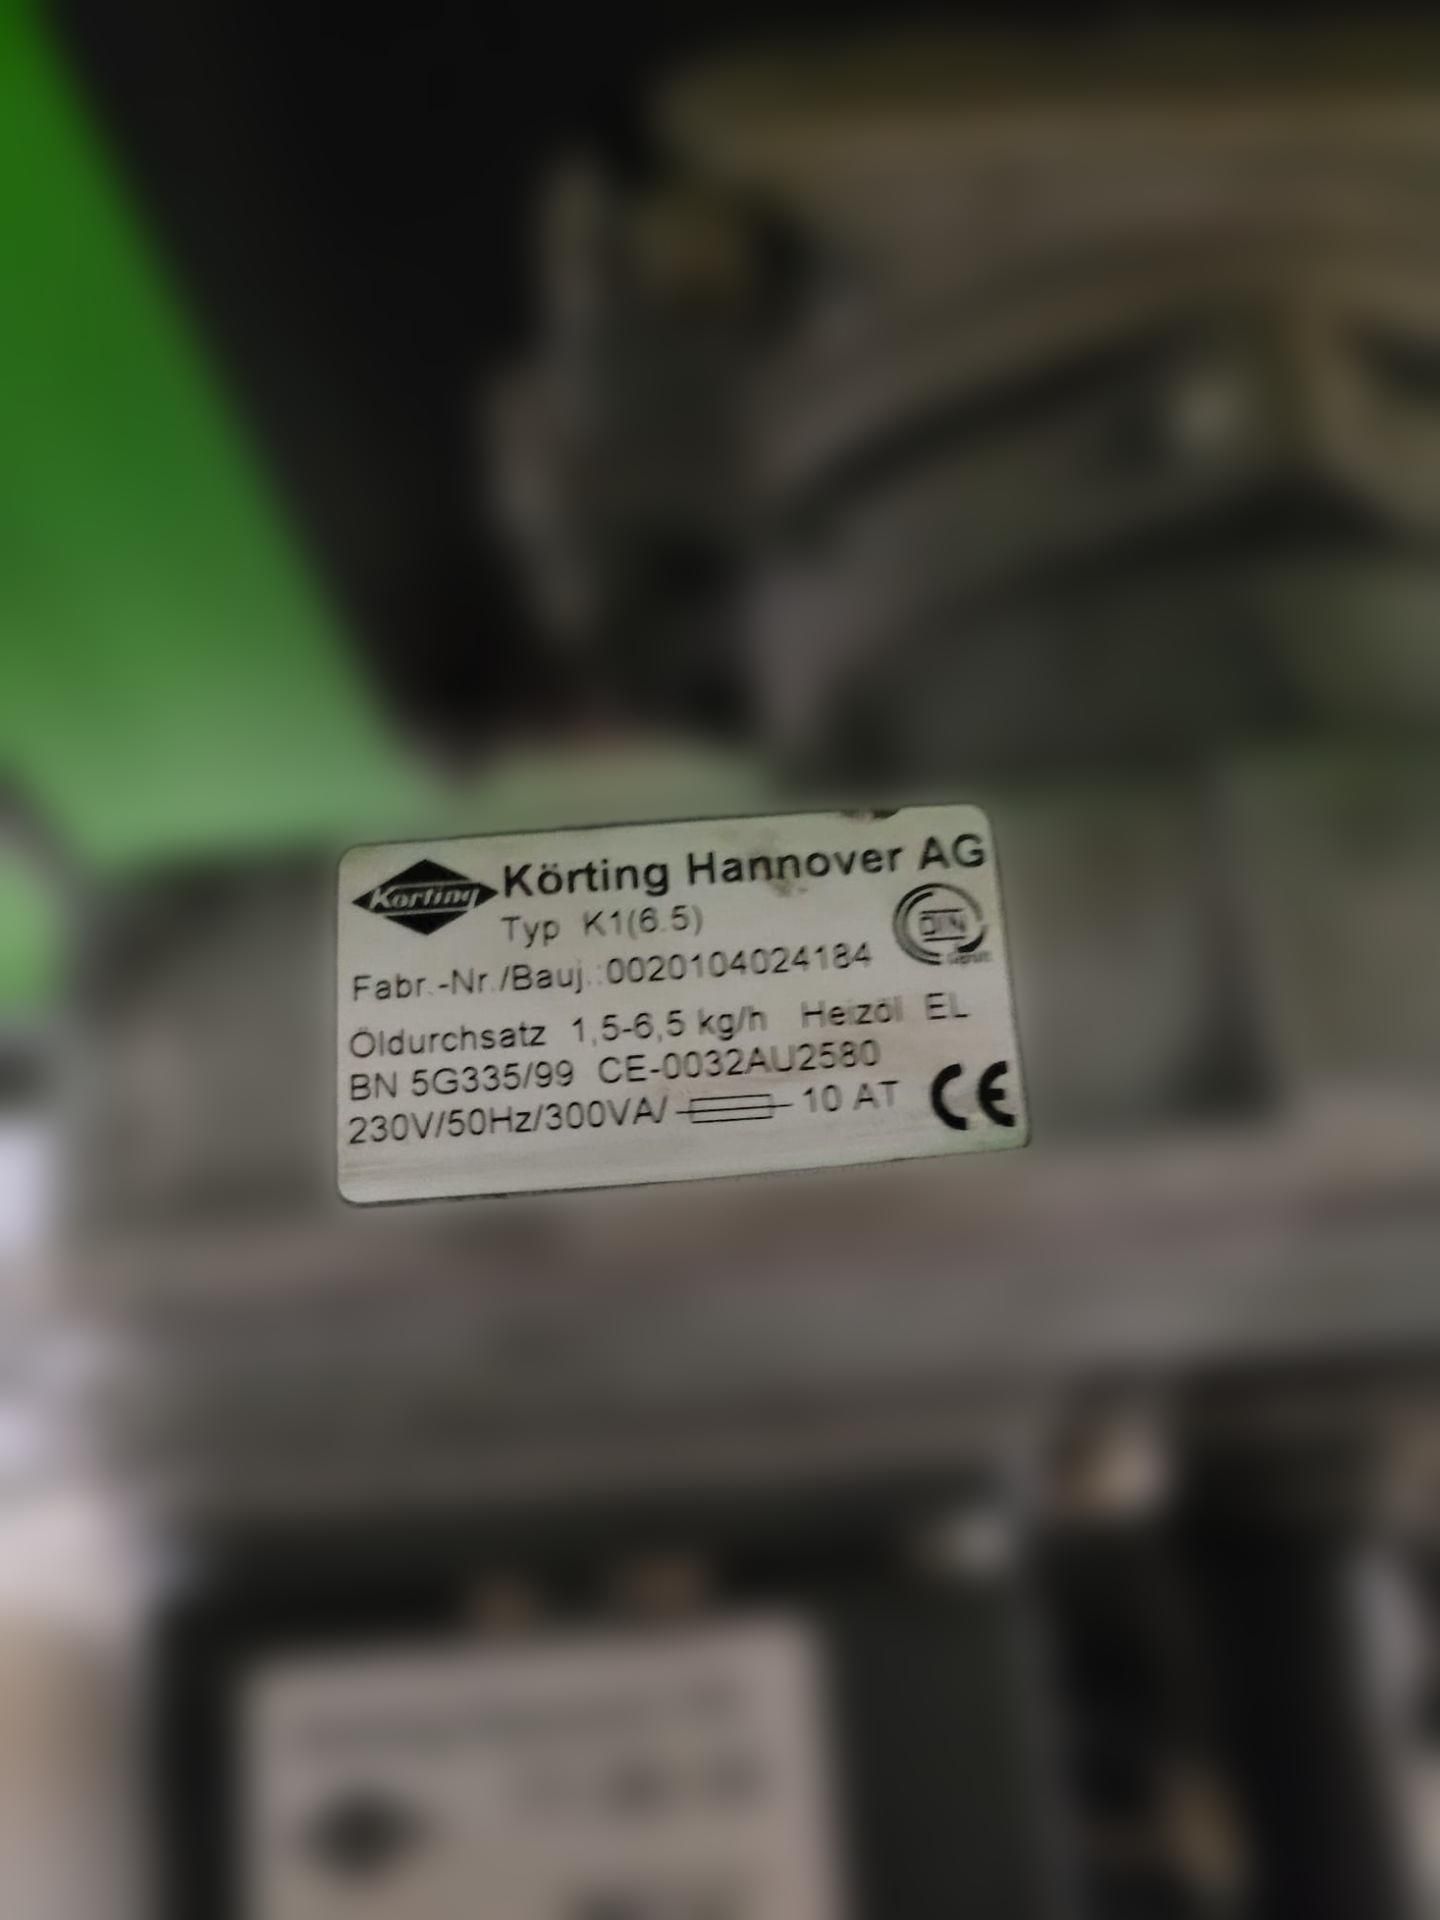 Körting
Körting Hannover AG
Typ K1(6.5)
DIN
Fabr.-Nr./Bauj.:0020104024184
Öldurchsatz 1,5-6,5 kg/h Heizöl EL
BN 5G335/99 CE-0032AU2580
230V/50Hz/300VA/ 10 AT
CE